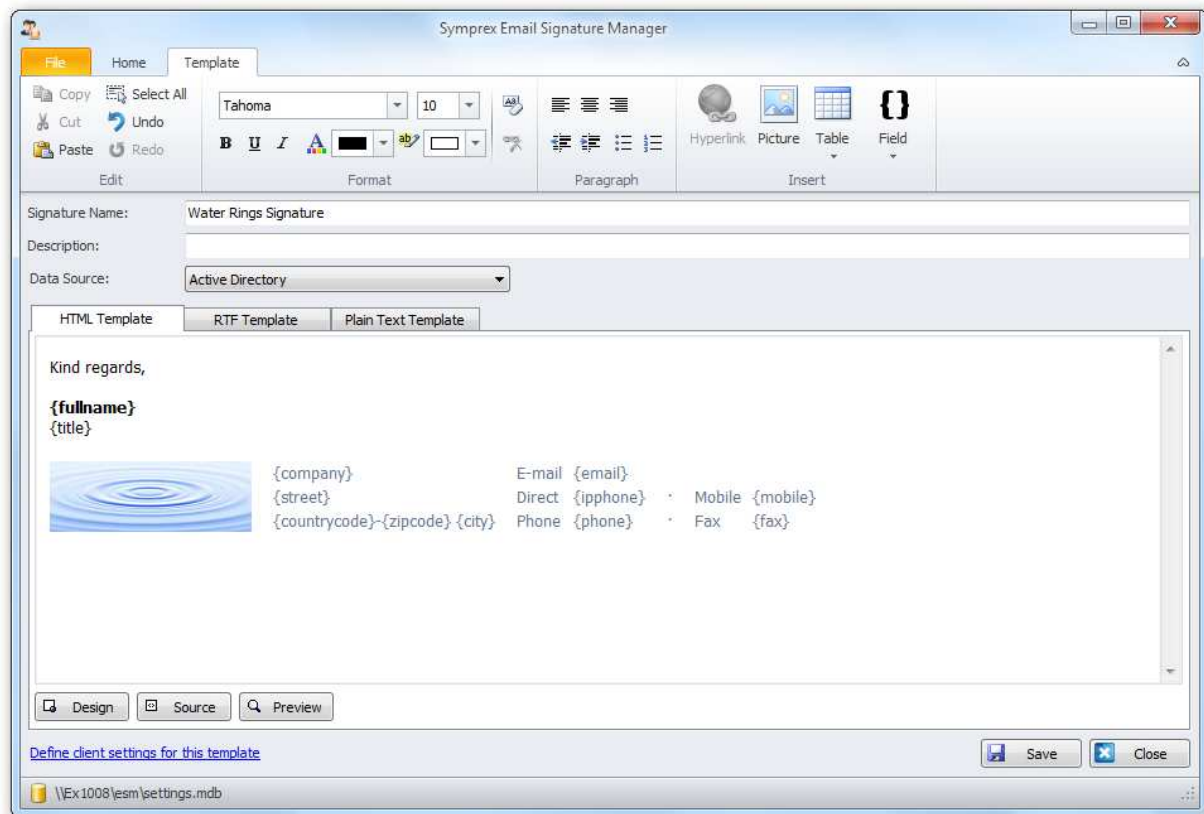 Symprex Email Signature Manager
File Home Template
Copy Select All
Cut Undo
Paste Redo
Edit
Tahoma 10
B U I A ab
Format
Paragraph
Hyperlink Picture Table Field
Insert
Signature Name: Water Rings Signature
Description:
Data Source: Active Directory
HTML Template RTF Template Plain Text Template
Kind regards,
{fullname}
{title}
{company} E-mail {email}
{street} Direct {ipphone} · Mobile {mobile}
{countrycode}-{zipcode} {city} Phone {phone} · Fax {fax}
Design Source Preview
Define client settings for this template
Save Close
\\Ex1008\esm\settings.mdb